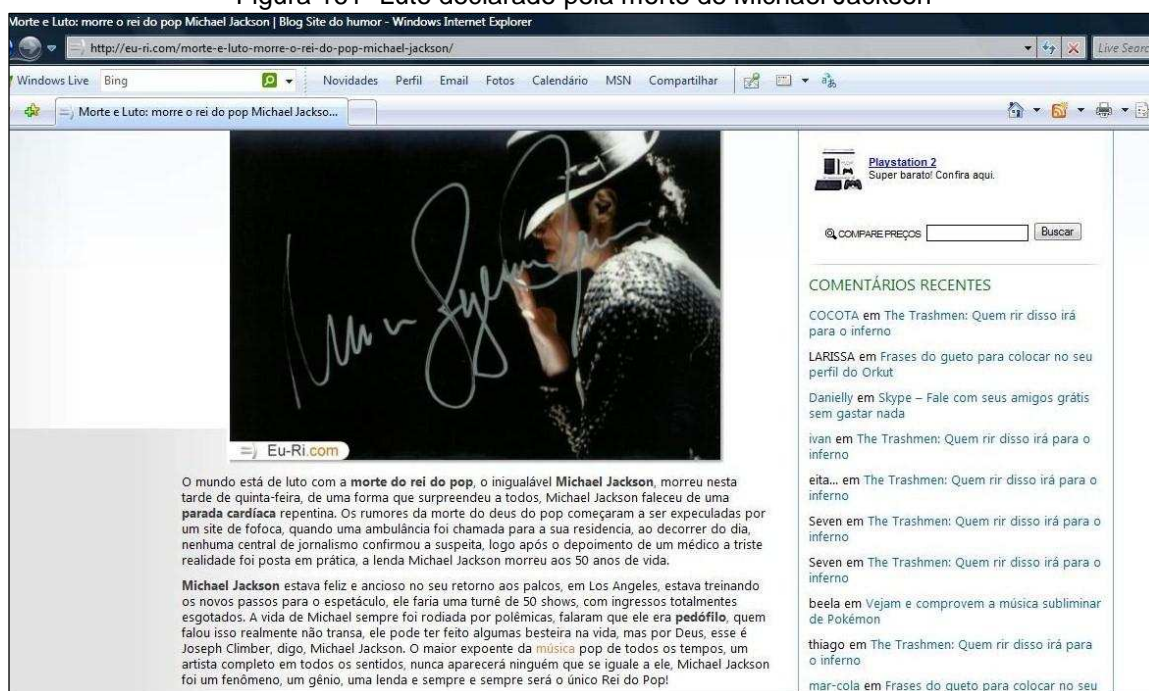 Figura 101- Luto declarado pela morte de Michael Jackson
Morte e Luto: morre o rei do pop Michael Jackson | Blog Site do humor - Windows Internet Explorer
http://eu-ri.com/morte-e-luto-morre-o-rei-do-pop-michael-jackson/
Live Searc
Windows Live Bing Novidades Perfil Email Fotos Calendário MSN Compartilhar
Morte e Luto: morre o rei do pop Michael Jackso...
=) Eu-Ri.com
O mundo está de luto com a morte do rei do pop, o inigualável Michael Jackson, morreu nesta
tarde de quinta-feira, de uma forma que surpreendeu a todos, Michael Jackson faleceu de uma
parada cardíaca repentina. Os rumores da morte do deus do pop começaram a ser expeculadas por
um site de fofoca, quando uma ambulância foi chamada para a sua residencia, ao decorrer do dia,
nenhuma central de jornalismo confirmou a suspeita, logo após o depoimento de um médico a triste
realidade foi posta em prática, a lenda Michael Jackson morreu aos 50 anos de vida.
Michael Jackson estava feliz e ancioso no seu retorno aos palcos, em Los Angeles, estava treinando
os novos passos para o espetáculo, ele faria uma turnê de 50 shows, com ingressos totalmentes
esgotados. A vida de Michael sempre foi rodiada por polêmicas, falaram que ele era pedófilo, quem
falou isso realmente não transa, ele pode ter feito algumas besteira na vida, mas por Deus, esse é
Joseph Climber, digo, Michael Jackson. O maior expoente da música pop de todos os tempos, um
artista completo em todos os sentidos, nunca aparecerá ninguém que se iguale a ele, Michael Jackson
foi um fenômeno, um gênio, uma lenda e sempre e sempre será o único Rei do Pop!
Playstation 2
Super barato! Confira aqui.
COMPARE PREÇOS Buscar
COMENTÁRIOS RECENTES
COCOTA em The Trashmen: Quem rir disso irá
para o inferno
LARISSA em Frases do gueto para colocar no seu
perfil do Orkut
Danielly em Skype – Fale com seus amigos grátis
sem gastar nada
ivan em The Trashmen: Quem rir disso irá para o
inferno
eita... em The Trashmen: Quem rir disso irá para o
inferno
Seven em The Trashmen: Quem rir disso irá para o
inferno
Seven em The Trashmen: Quem rir disso irá para o
inferno
beela em Vejam e comprovem a música subliminar
de Pokémon
thiago em The Trashmen: Quem rir disso irá para
o inferno
mar-cola em Frases do gueto para colocar no seu